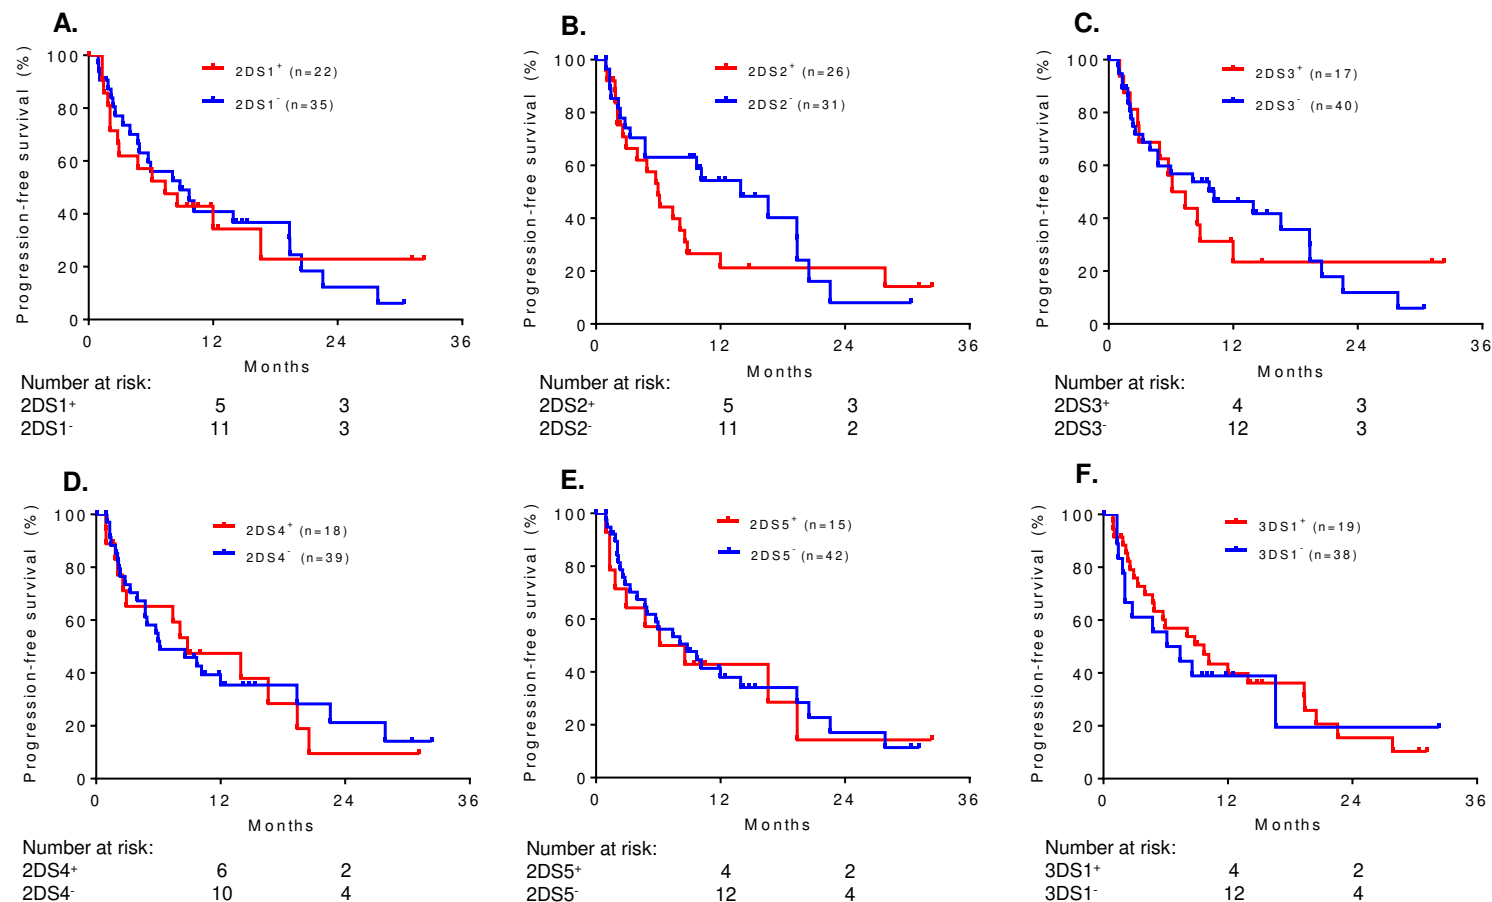 A.
Progression-free survival (%)
100
80
60
40
20
0
2DS1⁺ (n=22)
2DS1⁻ (n=35)
0 12 24 36
Months
Number at risk:
2DS1⁺ 5 3
2DS1⁻ 11 3
B.
Progression-free survival (%)
100
80
60
40
20
0
2DS2⁺ (n=26)
2DS2⁻ (n=31)
0 12 24 36
Months
Number at risk:
2DS2⁺ 5 3
2DS2⁻ 11 2
C.
Progression-free survival (%)
100
80
60
40
20
0
2DS3⁺ (n=17)
2DS3⁻ (n=40)
0 12 24 36
Months
Number at risk:
2DS3⁺ 4 3
2DS3⁻ 12 3
D.
Progression-free survival (%)
100
80
60
40
20
0
2DS4⁺ (n=18)
2DS4⁻ (n=39)
0 12 24 36
Months
Number at risk:
2DS4⁺ 6 2
2DS4⁻ 10 4
E.
Progression-free survival (%)
100
80
60
40
20
0
2DS5⁺ (n=15)
2DS5⁻ (n=42)
0 12 24 36
Months
Number at risk:
2DS5⁺ 4 2
2DS5⁻ 12 4
F.
Progression-free survival (%)
100
80
60
40
20
0
3DS1⁺ (n=19)
3DS1⁻ (n=38)
0 12 24 36
Months
Number at risk:
3DS1⁺ 4 2
3DS1⁻ 12 4